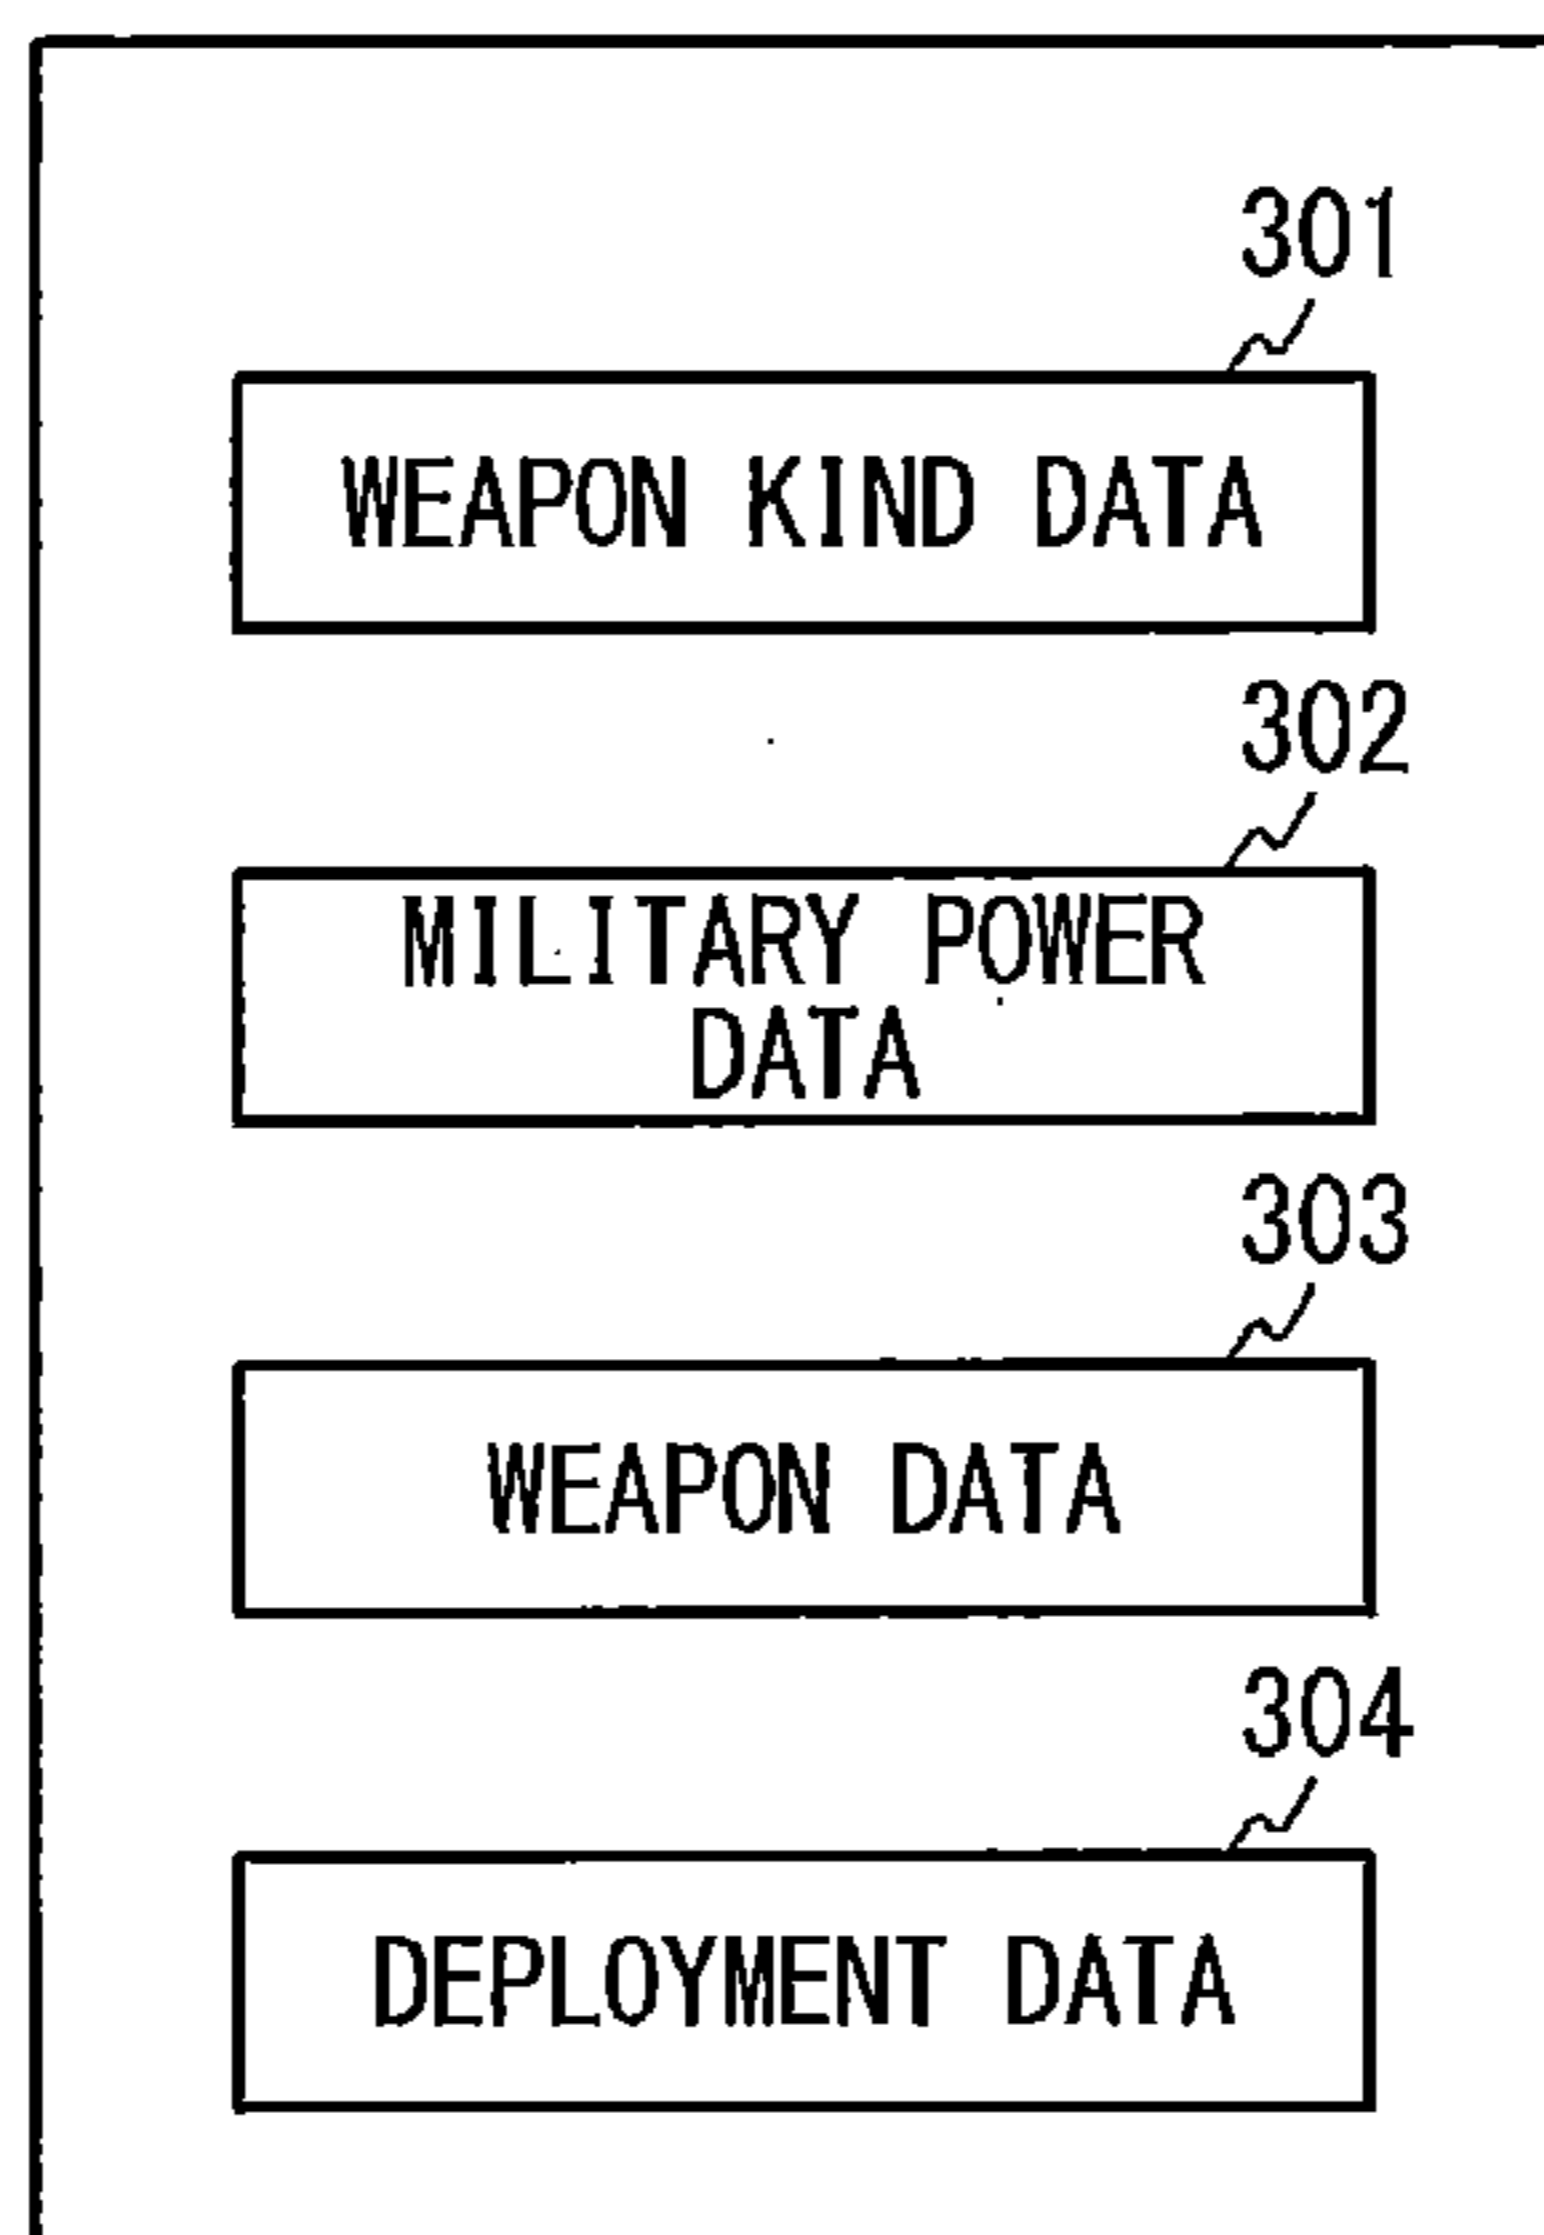 301
WEAPON KIND DATA
302
MILITARY POWER
DATA
303
WEAPON DATA
304
DEPLOYMENT DATA